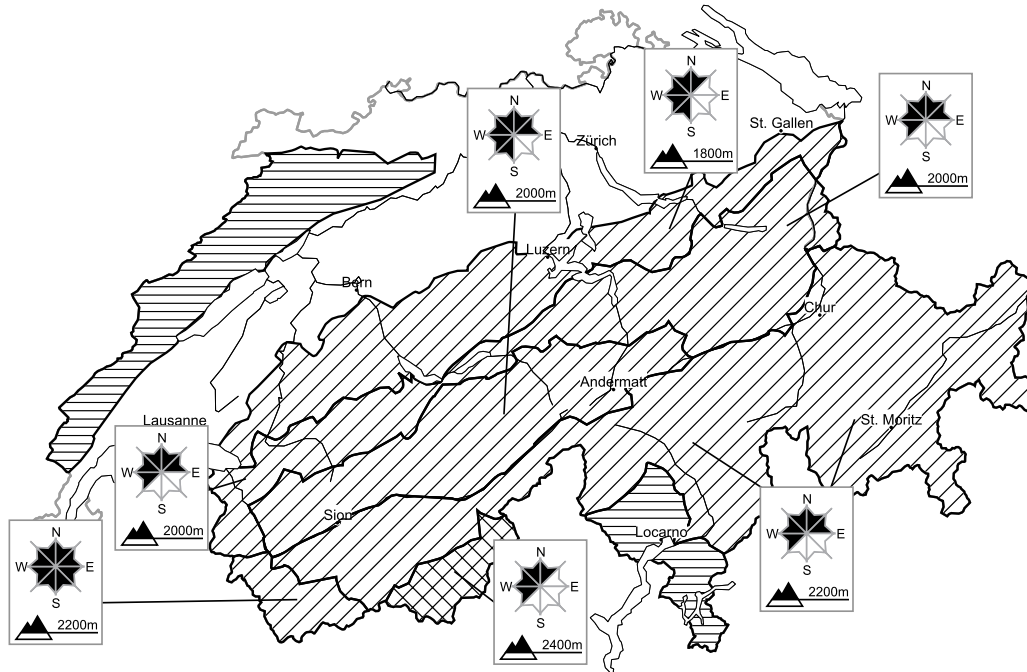 N
W E
S
1800m
N
W E
S
2000m
N
W E
S
2000m
St. Gallen
Zürich
Luzern
Bern
Chur
Andermatt
Lausanne
St. Moritz
N
W E
S
2000m
Sion
Locarno
N
W E
S
2200m
N
W E
S
2200m
N
W E
S
2400m